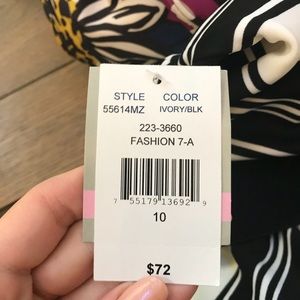 STYLE COLOR
55614MZ IVORY/BLK
223-3660
FASHION 7-A
7 55179 13692 9
10
$72